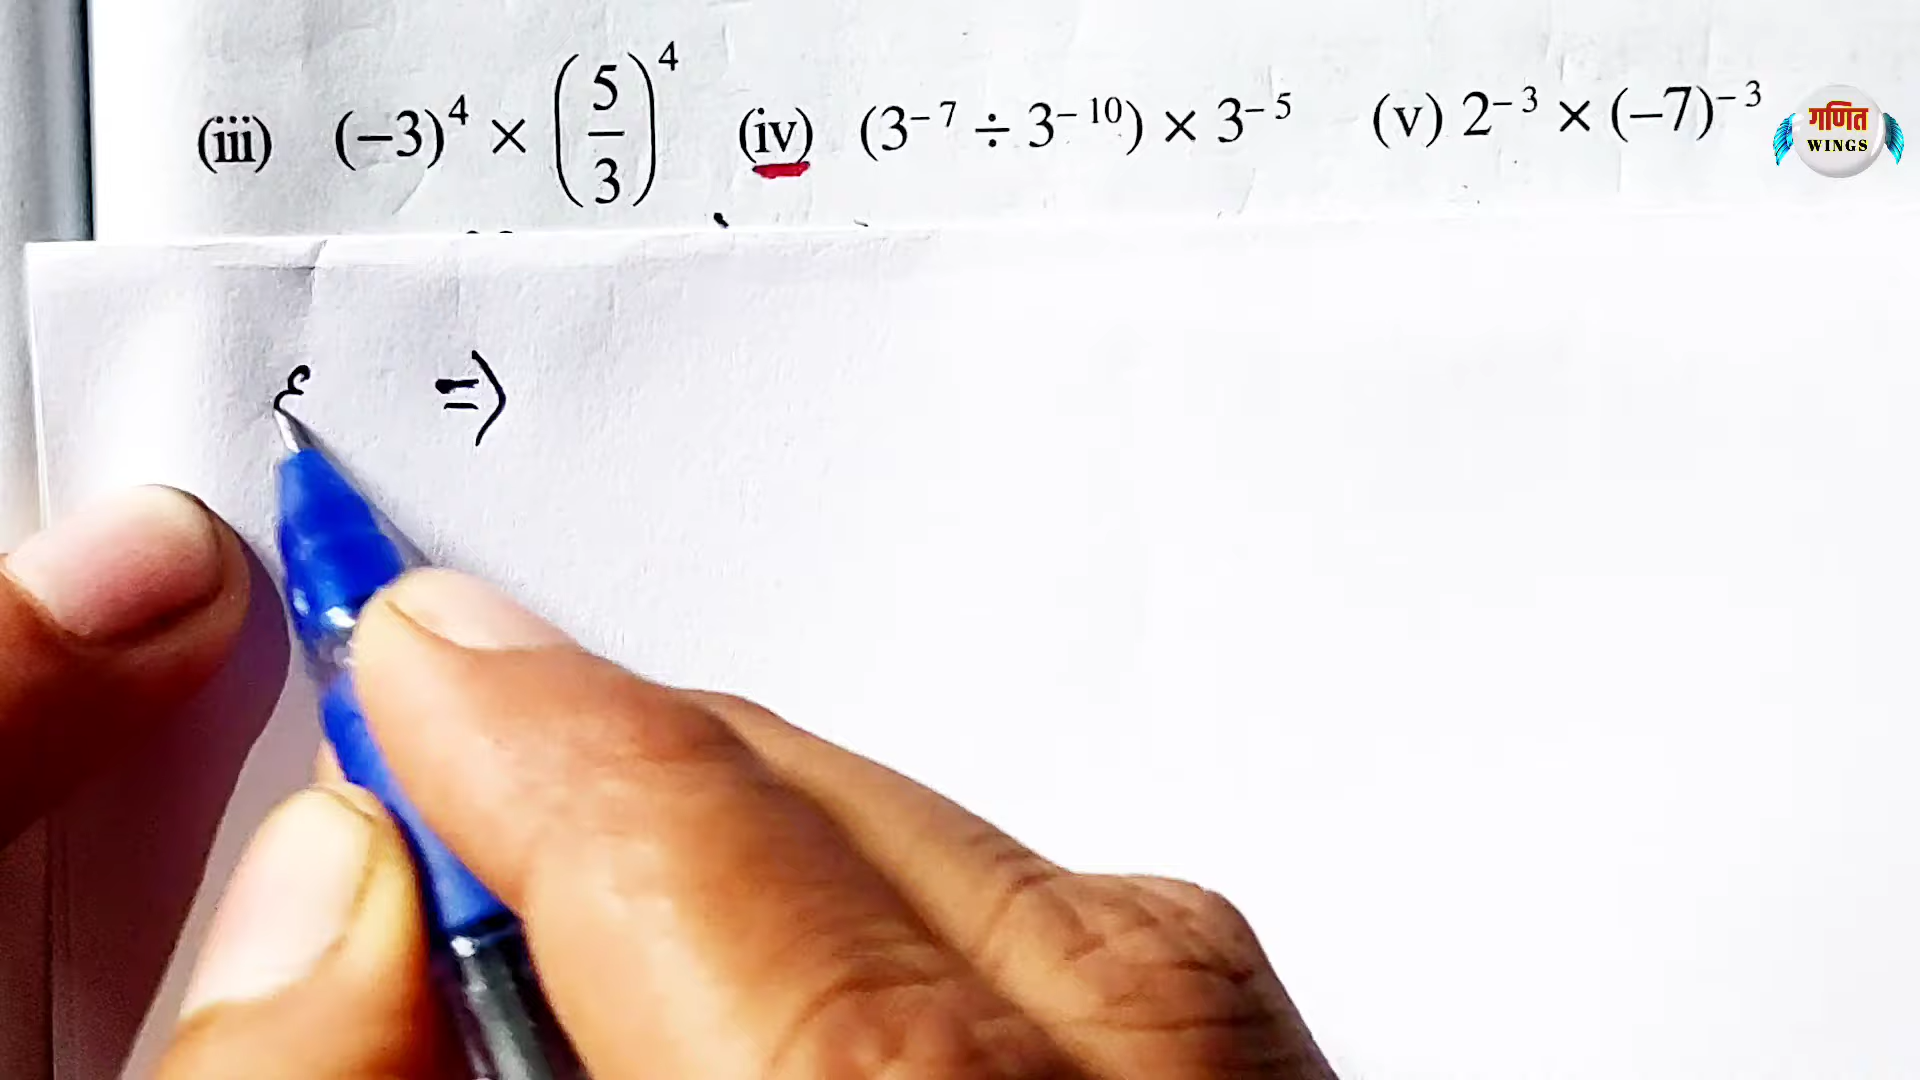 (iii) (−3)⁴ × (5/3)⁴ (iv) (3⁻⁷ ÷ 3⁻¹⁰) × 3⁻⁵ (v) 2⁻³ × (−7)⁻³
गणित
WINGS
=>